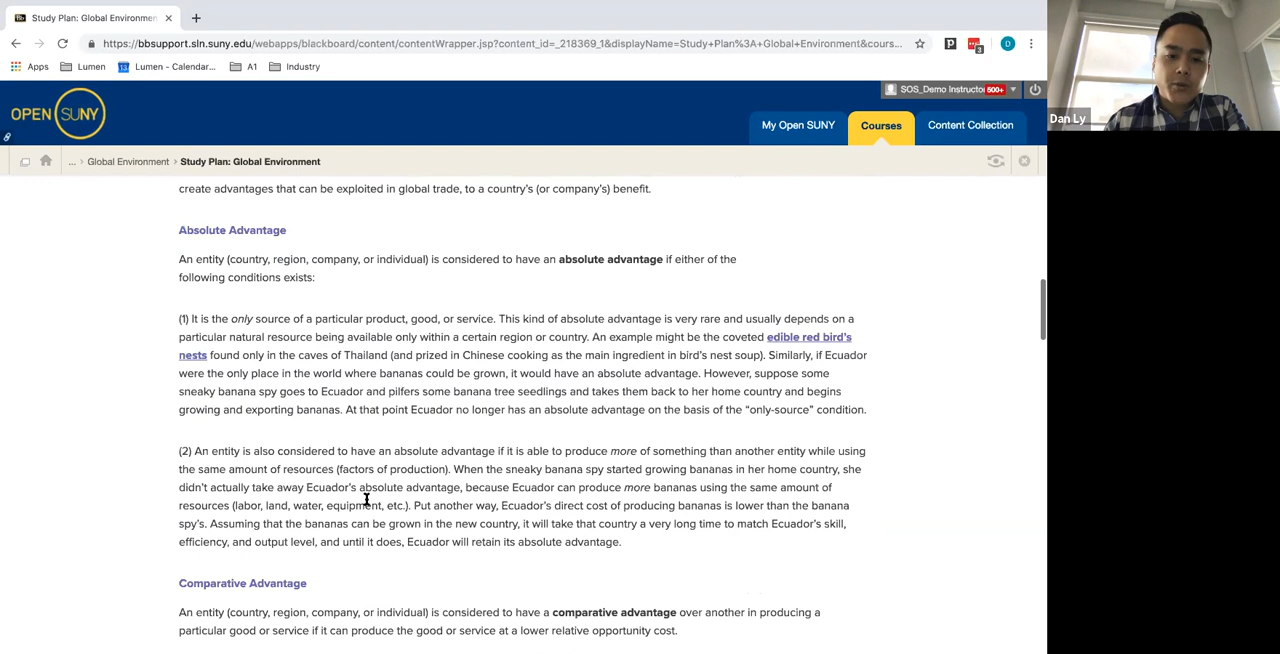 Study Plan: Global Environmen
https://bbsupport.sln.suny.edu/webapps/blackboard/content/contentWrapper.jsp?content_id=_218369_1&displayName=Study+Plan%3A+Global+Environment&cours...
3
D
Apps Lumen 13 Lumen - Calendar... A1 Industry
Dan Ly
SOS_Demo Instructor 500+
OPEN SUNY
My Open SUNY Courses Content Collection
... > Global Environment > Study Plan: Global Environment
create advantages that can be exploited in global trade, to a country's (or company's) benefit.
Absolute Advantage
An entity (country, region, company, or individual) is considered to have an absolute advantage if either of the
following conditions exists:
(1) It is the only source of a particular product, good, or service. This kind of absolute advantage is very rare and usually depends on a
particular natural resource being available only within a certain region or country. An example might be the coveted edible red bird's
nests found only in the caves of Thailand (and prized in Chinese cooking as the main ingredient in bird's nest soup). Similarly, if Ecuador
were the only place in the world where bananas could be grown, it would have an absolute advantage. However, suppose some
sneaky banana spy goes to Ecuador and pilfers some banana tree seedlings and takes them back to her home country and begins
growing and exporting bananas. At that point Ecuador no longer has an absolute advantage on the basis of the "only-source" condition.
(2) An entity is also considered to have an absolute advantage if it is able to produce more of something than another entity while using
the same amount of resources (factors of production). When the sneaky banana spy started growing bananas in her home country, she
didn't actually take away Ecuador's absolute advantage, because Ecuador can produce more bananas using the same amount of
resources (labor, land, water, equipment, etc.). Put another way, Ecuador's direct cost of producing bananas is lower than the banana
spy's. Assuming that the bananas can be grown in the new country, it will take that country a very long time to match Ecuador's skill,
efficiency, and output level, and until it does, Ecuador will retain its absolute advantage.
Comparative Advantage
An entity (country, region, company, or individual) is considered to have a comparative advantage over another in producing a
particular good or service if it can produce the good or service at a lower relative opportunity cost.